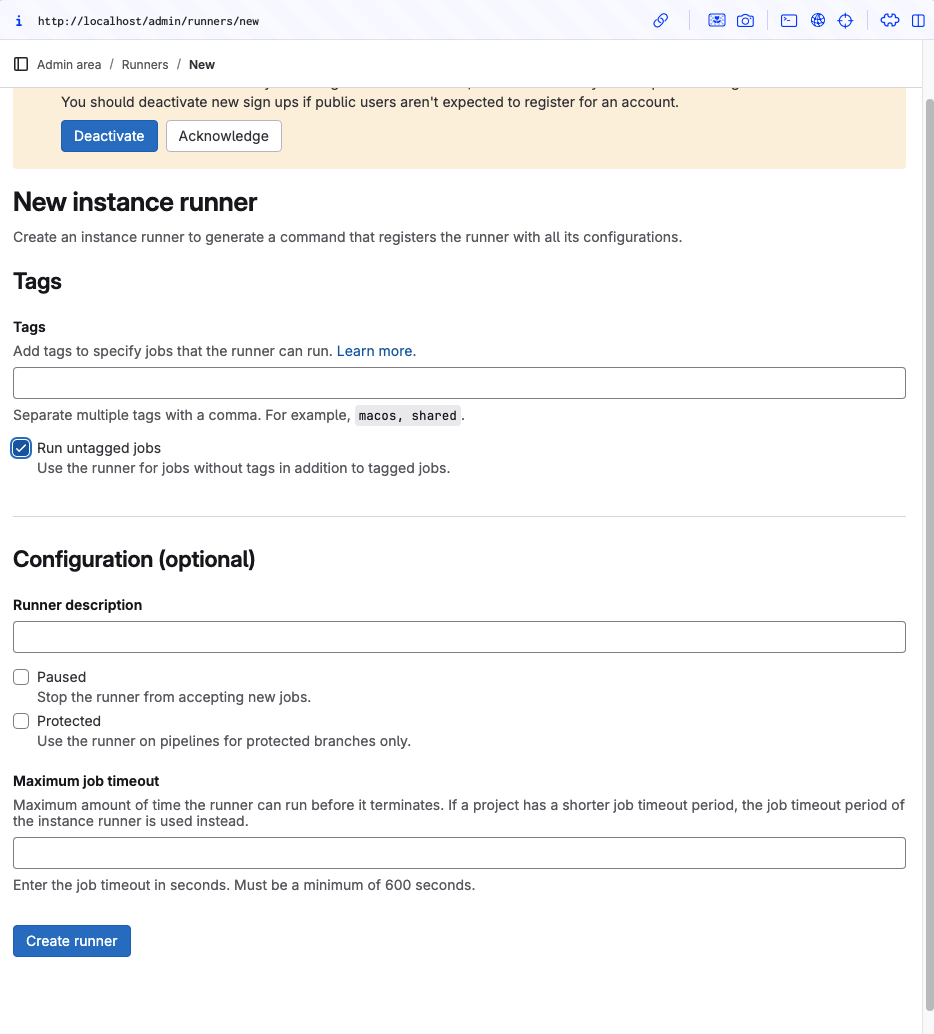 http://localhost/admin/runners/new
Admin area / Runners / New
You should deactivate new sign ups if public users aren't expected to register for an account.
Deactivate Acknowledge
New instance runner
Create an instance runner to generate a command that registers the runner with all its configurations.
Tags
Tags
Add tags to specify jobs that the runner can run. Learn more.
Separate multiple tags with a comma. For example, macos, shared.
Run untagged jobs
Use the runner for jobs without tags in addition to tagged jobs.
Configuration (optional)
Runner description
Paused
Stop the runner from accepting new jobs.
Protected
Use the runner on pipelines for protected branches only.
Maximum job timeout
Maximum amount of time the runner can run before it terminates. If a project has a shorter job timeout period, the job timeout period of
the instance runner is used instead.
Enter the job timeout in seconds. Must be a minimum of 600 seconds.
Create runner